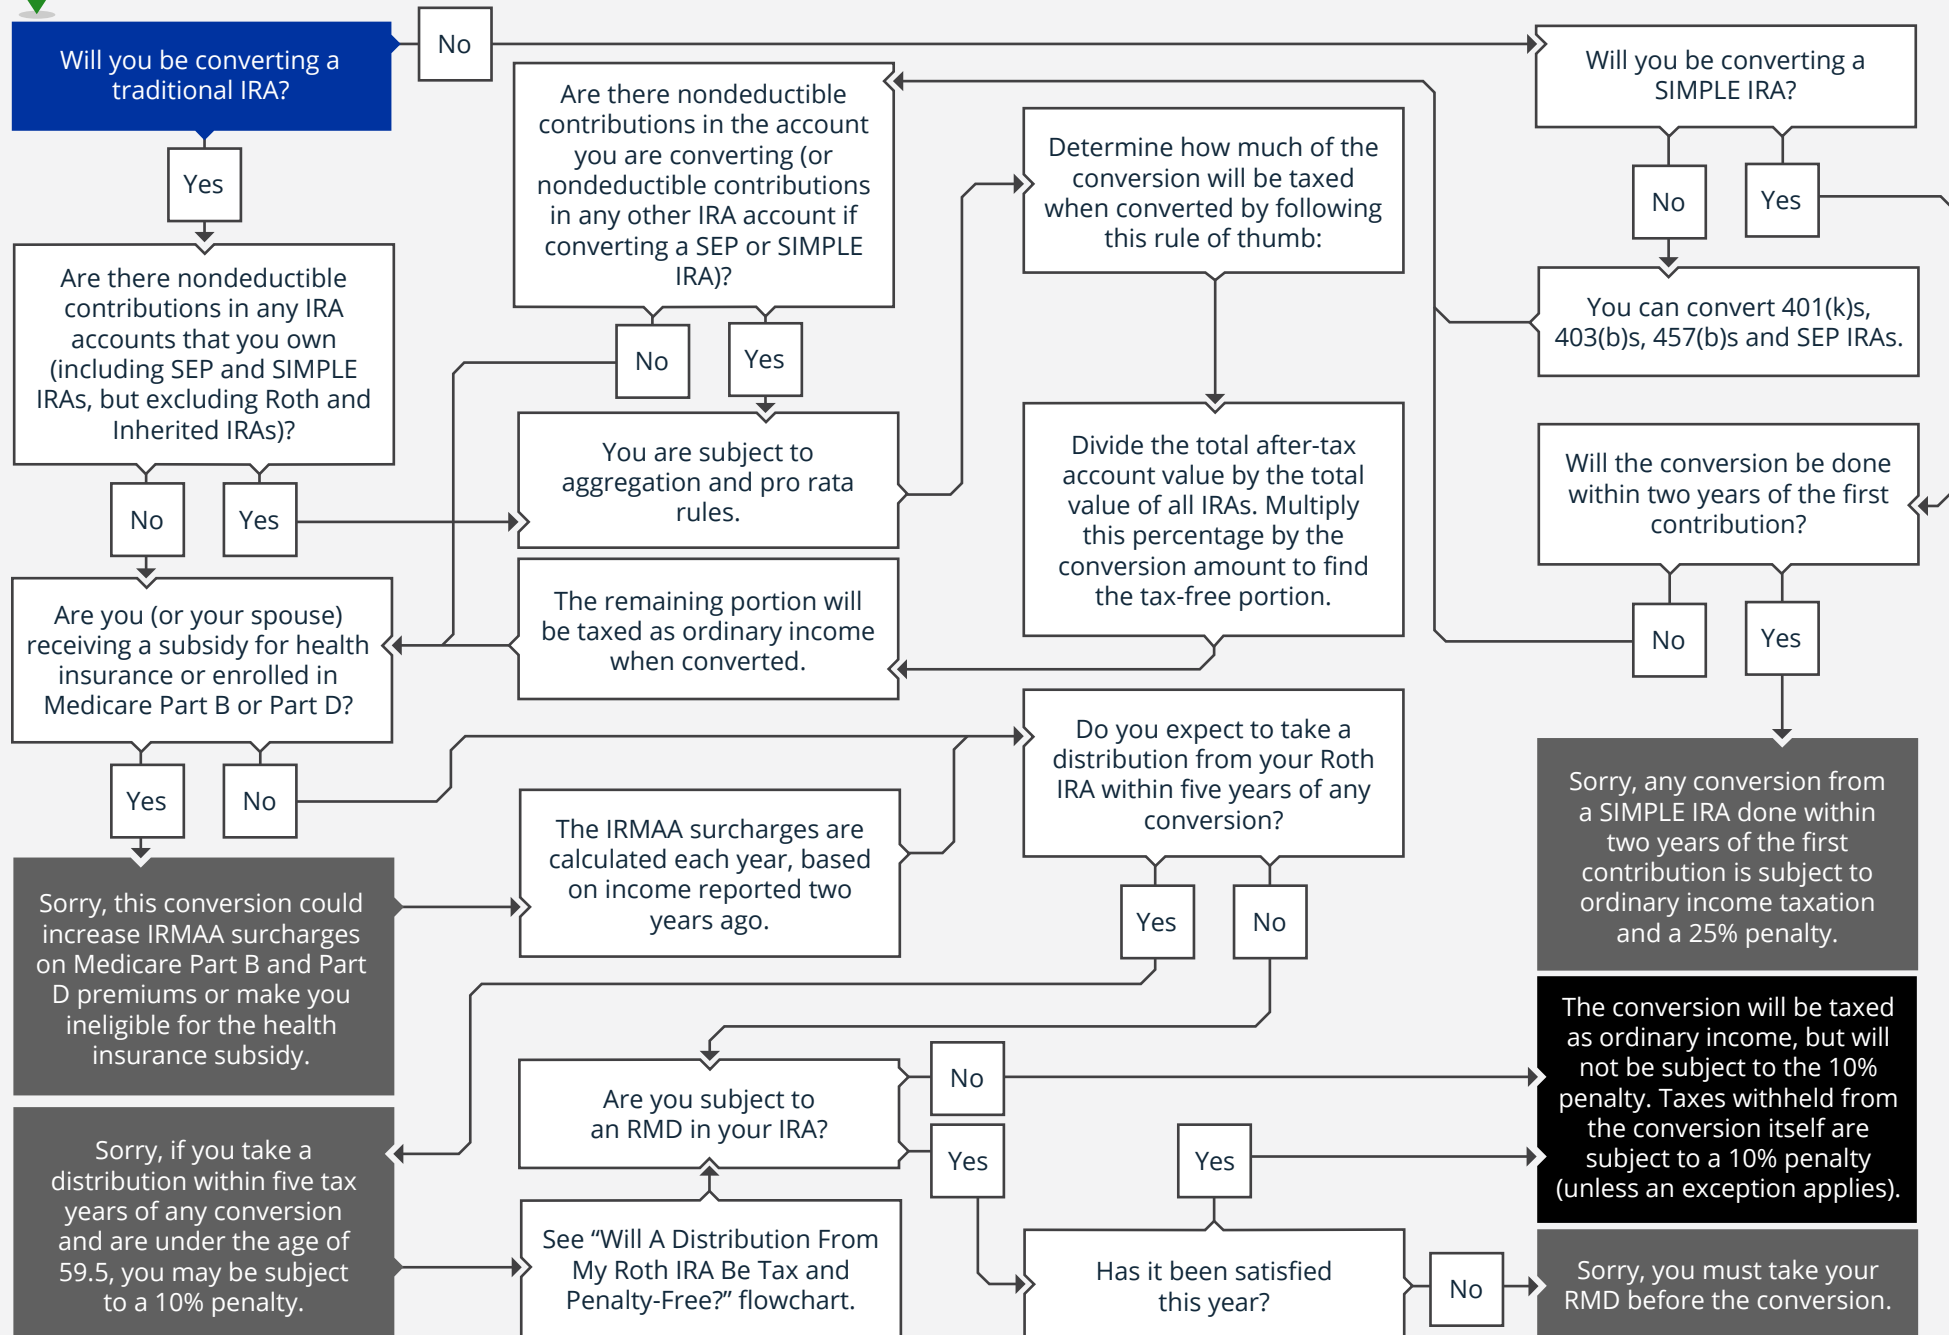 Will you be converting a
traditional IRA?
No
Yes
Are there nondeductible
contributions in any IRA
accounts that you own
(including SEP and SIMPLE
IRAs, but excluding Roth and
Inherited IRAs)?
No
Yes
Are you (or your spouse)
receiving a subsidy for health
insurance or enrolled in
Medicare Part B or Part D?
Yes
No
Sorry, this conversion could
increase IRMAA surcharges
on Medicare Part B and Part
D premiums or make you
ineligible for the health
insurance subsidy.
Sorry, if you take a
distribution within five tax
years of any conversion
and are under the age of
59.5, you may be subject
to a 10% penalty.
Are there nondeductible
contributions in the account
you are converting (or
nondeductible contributions
in any other IRA account if
converting a SEP or SIMPLE
IRA)?
No
Yes
You are subject to
aggregation and pro rata
rules.
The remaining portion will
be taxed as ordinary income
when converted.
The IRMAA surcharges are
calculated each year, based
on income reported two
years ago.
Are you subject to
an RMD in your IRA?
No
Yes
See “Will A Distribution From
My Roth IRA Be Tax and
Penalty-Free?” flowchart.
Determine how much of the
conversion will be taxed
when converted by following
this rule of thumb:
Divide the total after-tax
account value by the total
value of all IRAs. Multiply
this percentage by the
conversion amount to find
the tax-free portion.
Do you expect to take a
distribution from your Roth
IRA within five years of any
conversion?
Yes
No
Yes
Has it been satisfied
this year?
No
Will you be converting a
SIMPLE IRA?
No
Yes
You can convert 401(k)s,
403(b)s, 457(b)s and SEP IRAs.
Will the conversion be done
within two years of the first
contribution?
No
Yes
Sorry, any conversion from
a SIMPLE IRA done within
two years of the first
contribution is subject to
ordinary income taxation
and a 25% penalty.
The conversion will be taxed
as ordinary income, but will
not be subject to the 10%
penalty. Taxes withheld from
the conversion itself are
subject to a 10% penalty
(unless an exception applies).
Sorry, you must take your
RMD before the conversion.